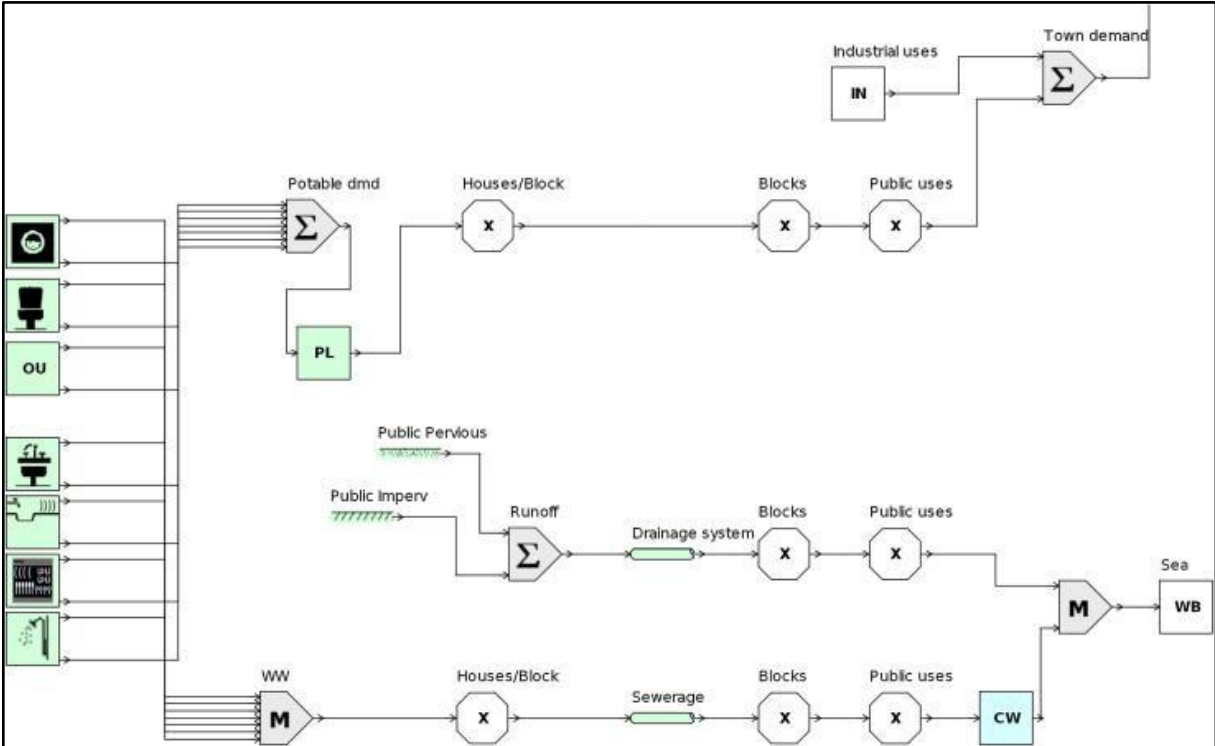 Town demand
Industrial uses
IN
Σ
Potable dmd
Houses/Block
Blocks
Public uses
Σ
X
X
X
PL
OU
Public Pervious
Public Imperv
Runoff
Blocks
Public uses
Drainage system
Σ
X
X
Sea
M
WB
WW
Houses/Block
Sewerage
Blocks
Public uses
M
X
X
X
CW